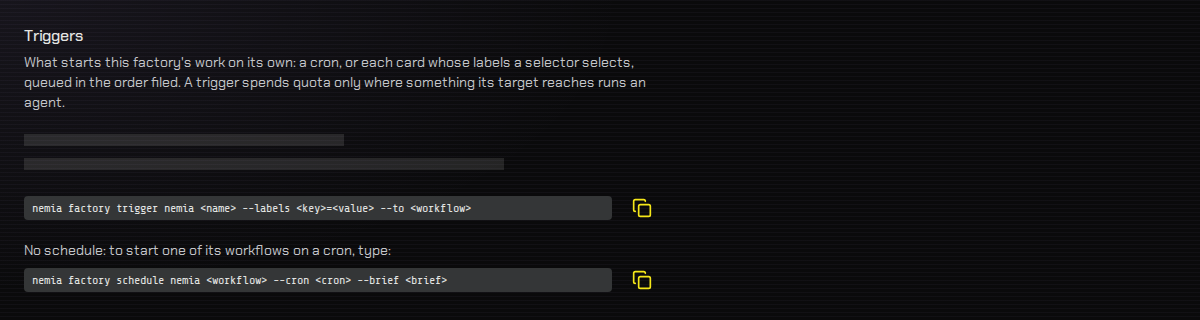 Triggers
What starts this factory's work on its own: a cron, or each card whose labels a selector selects,
queued in the order filed. A trigger spends quota only where something its target reaches runs an
agent.
nemia factory trigger nemia <name> --labels <key>=<value> --to <workflow>
No schedule: to start one of its workflows on a cron, type:
nemia factory schedule nemia <workflow> --cron <cron> --brief <brief>